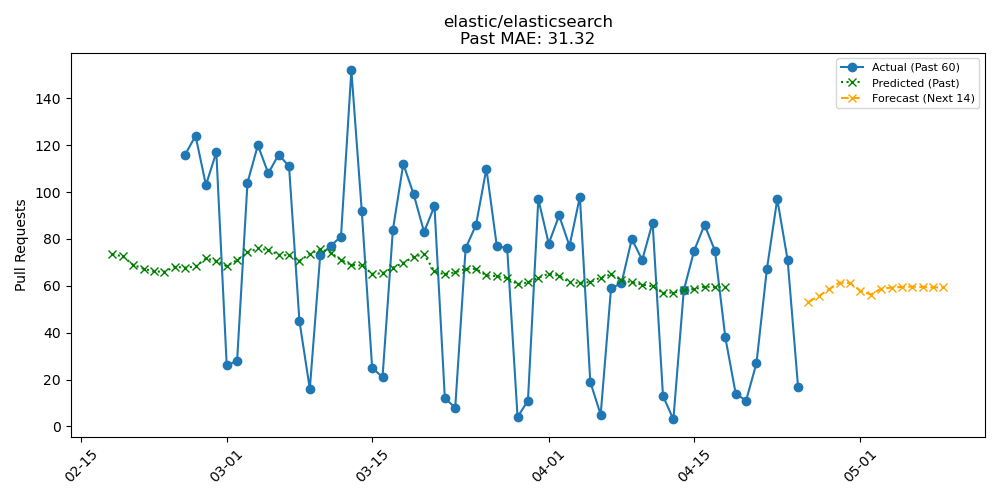 elastic/elasticsearch
Past MAE: 31.32
Actual (Past 60)
Predicted (Past)
Forecast (Next 14)
Pull Requests
140
120
100
80
60
40
20
0
02-15
03-01
03-15
04-01
04-15
05-01